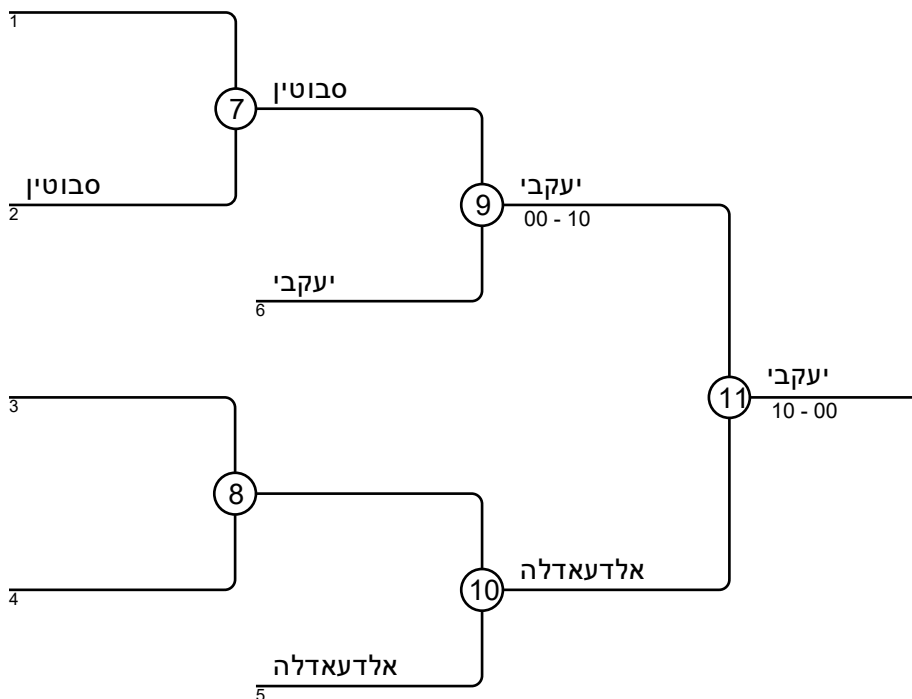 1
סבוטין
7
סבוטין
2
יעקבי
9
00 - 10
יעקבי
6
3
יעקבי
11
10 - 00
8
אלדעאדלה
10
4
אלדעאדלה
5